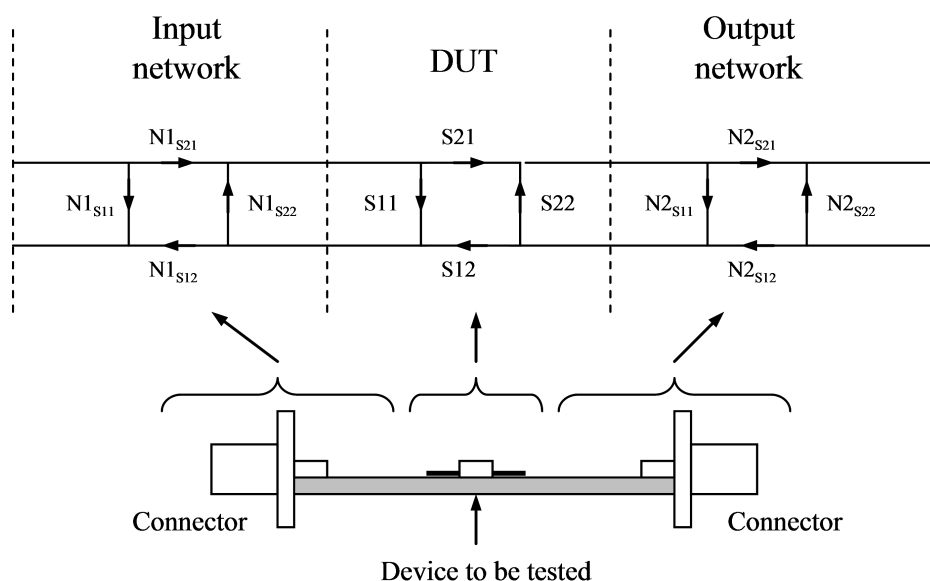 Input
network
DUT
Output
network
N1S21
S21
N2S21
N1S11
N1S22
S11
S22
N2S11
N2S22
N1S12
S12
N2S12
Connector
Connector
Device to be tested